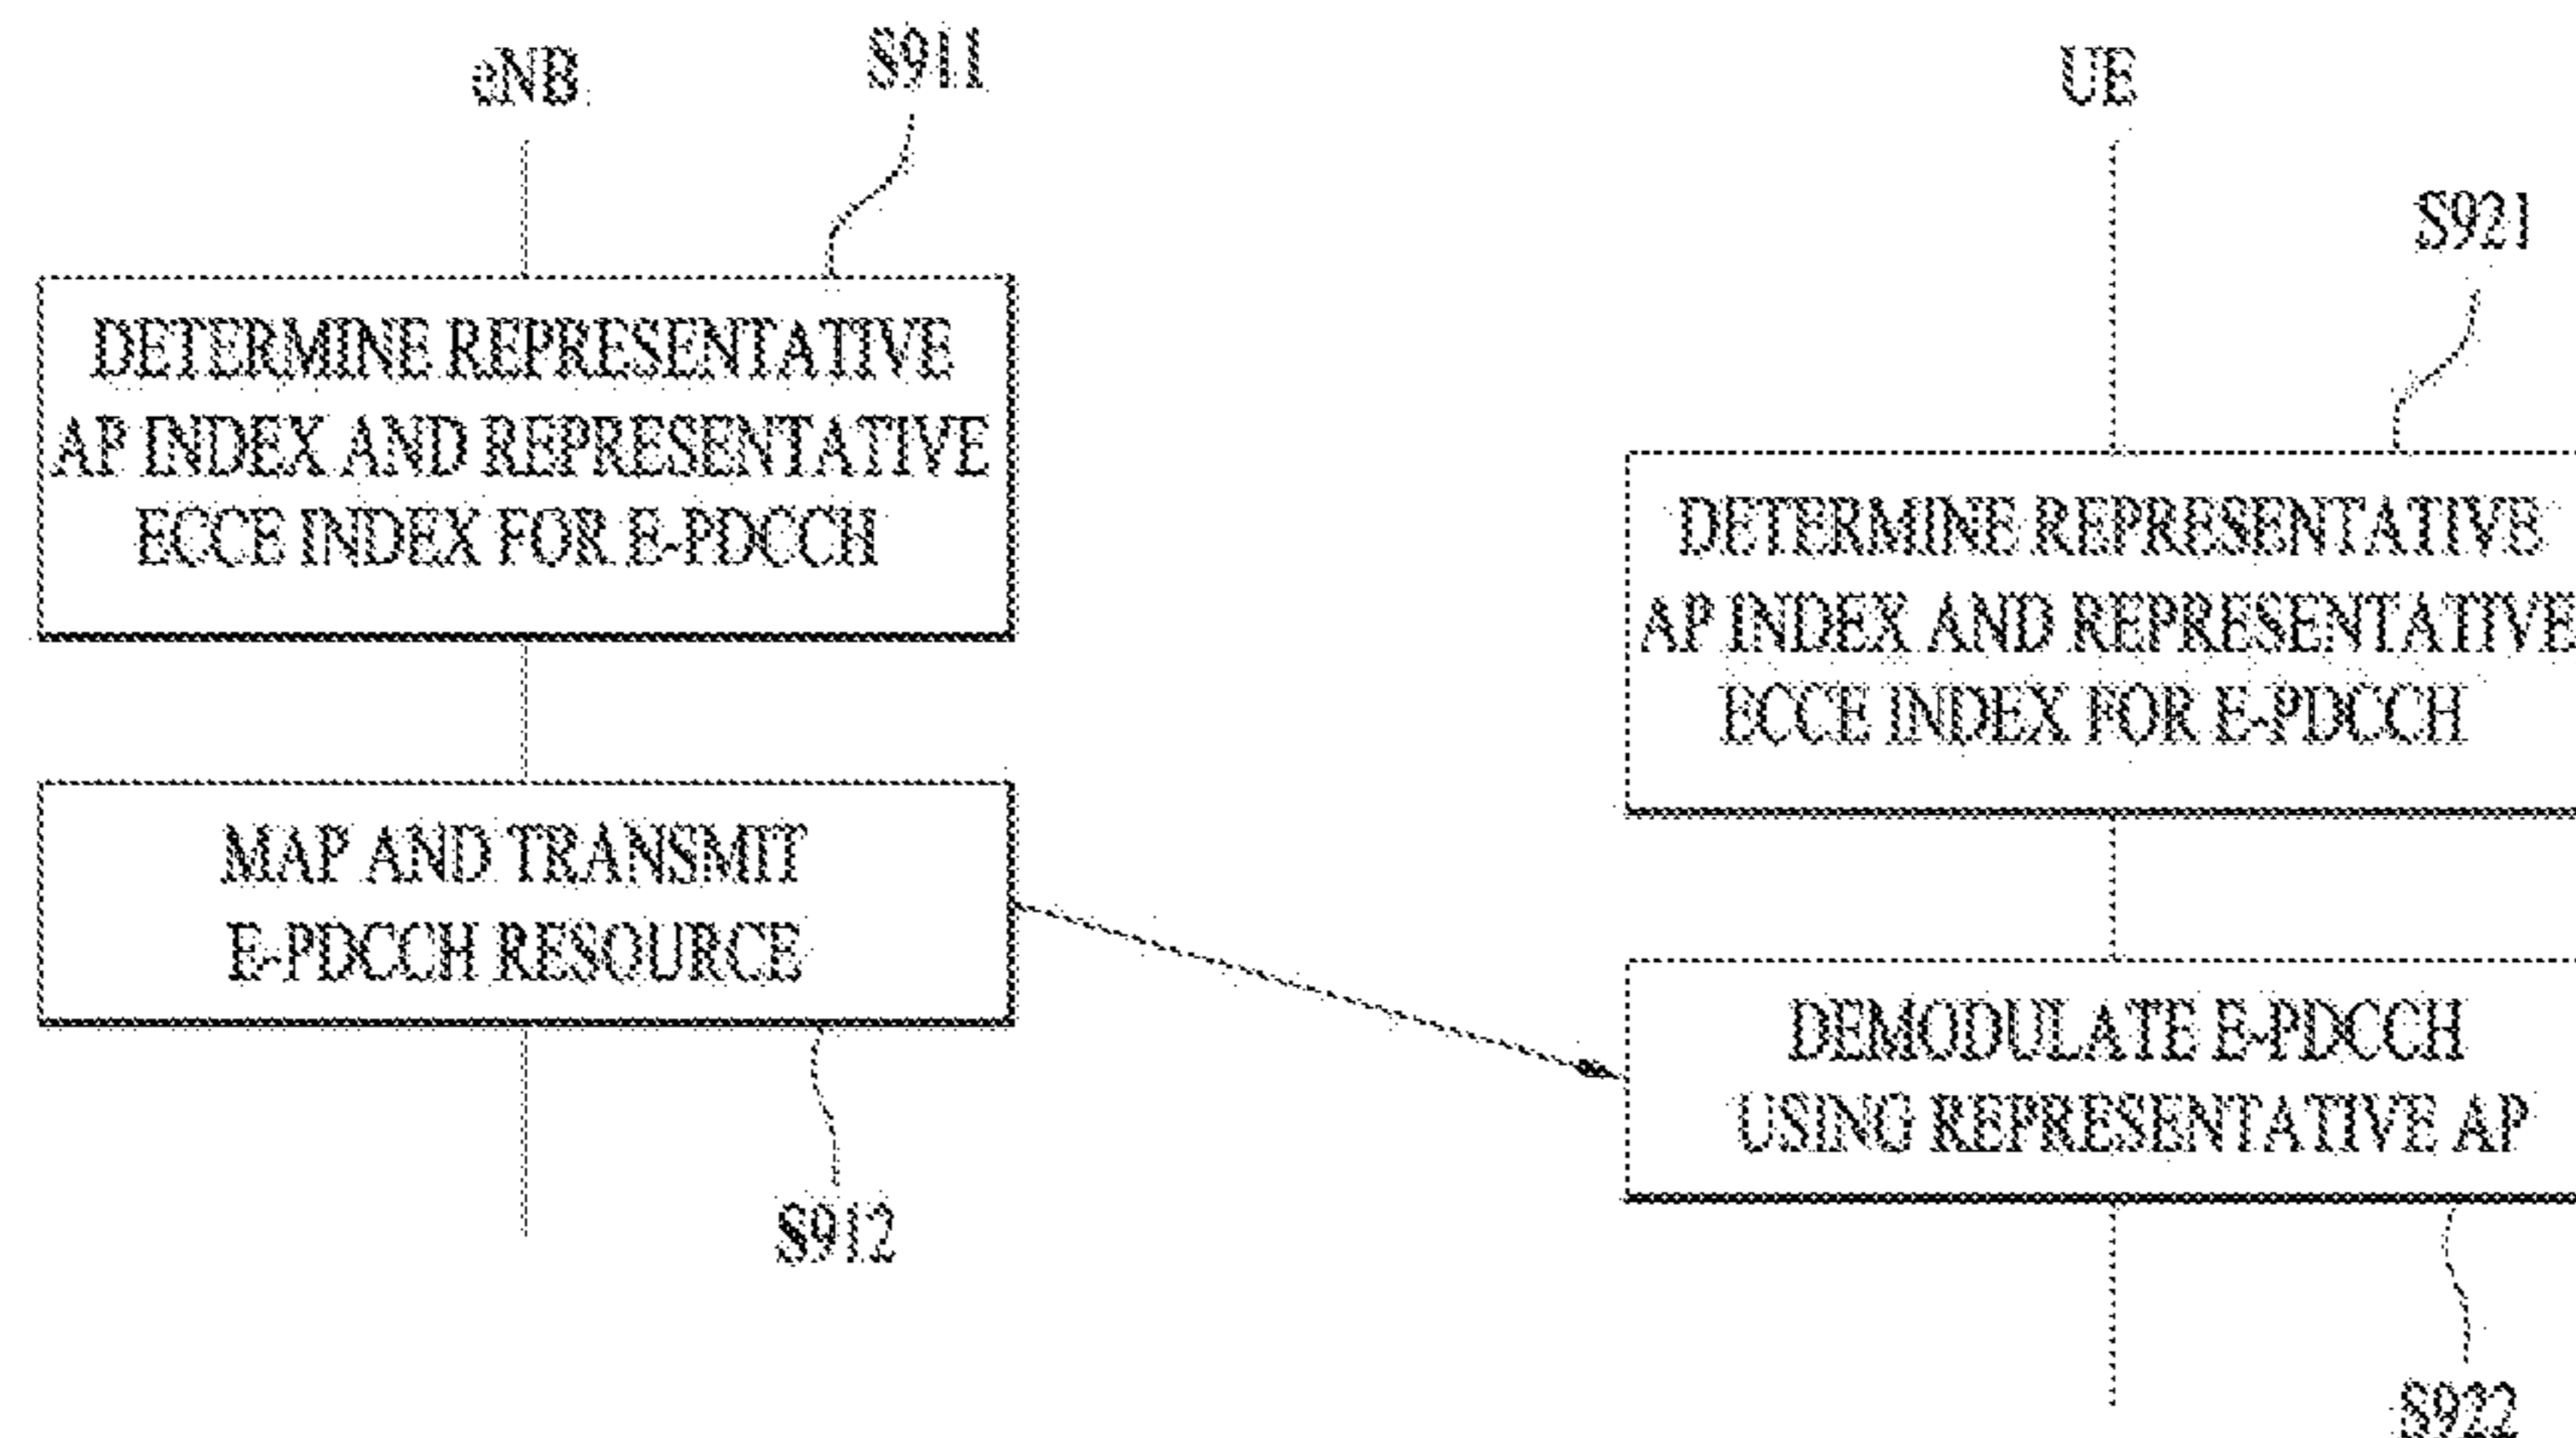 eNB
S911
DETERMINE REPRESENTATIVE
AP INDEX AND REPRESENTATIVE
ECCE INDEX FOR E-PDCCH
MAP AND TRANSMIT
E-PDCCH RESOURCE
S912
UE
S921
DETERMINE REPRESENTATIVE
AP INDEX AND REPRESENTATIVE
ECCE INDEX FOR E-PDCCH
DEMODULATE E-PDCCH
USING REPRESENTATIVE AP
S922